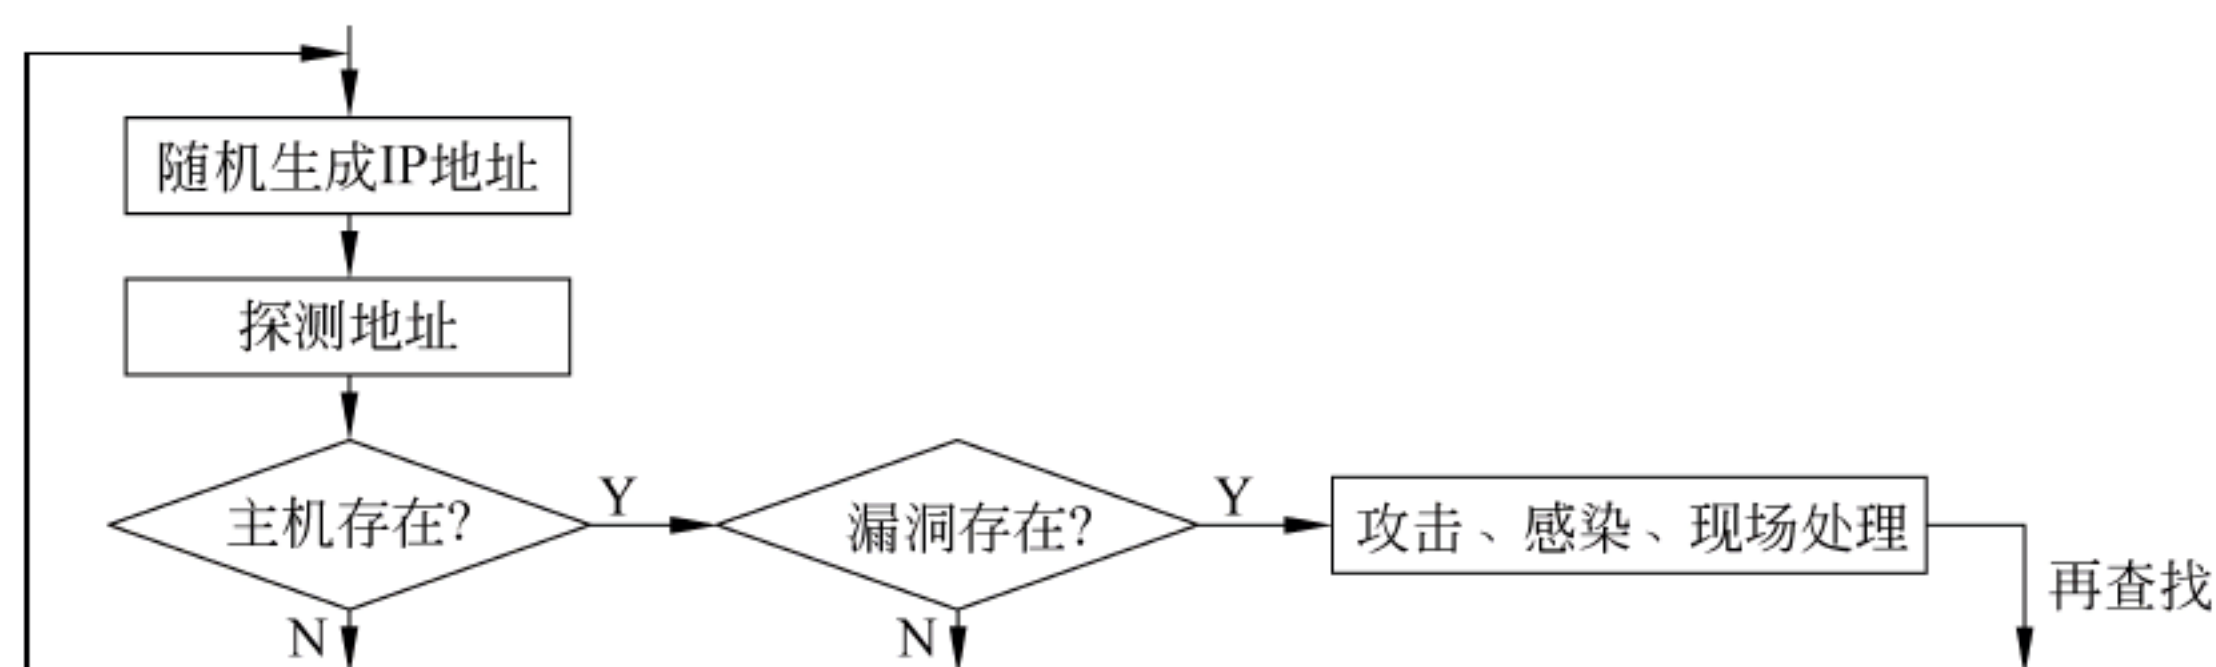 随机生成IP地址
探测地址
主机存在?
Y
漏洞存在?
Y
攻击、感染、现场处理
再查找
N
N